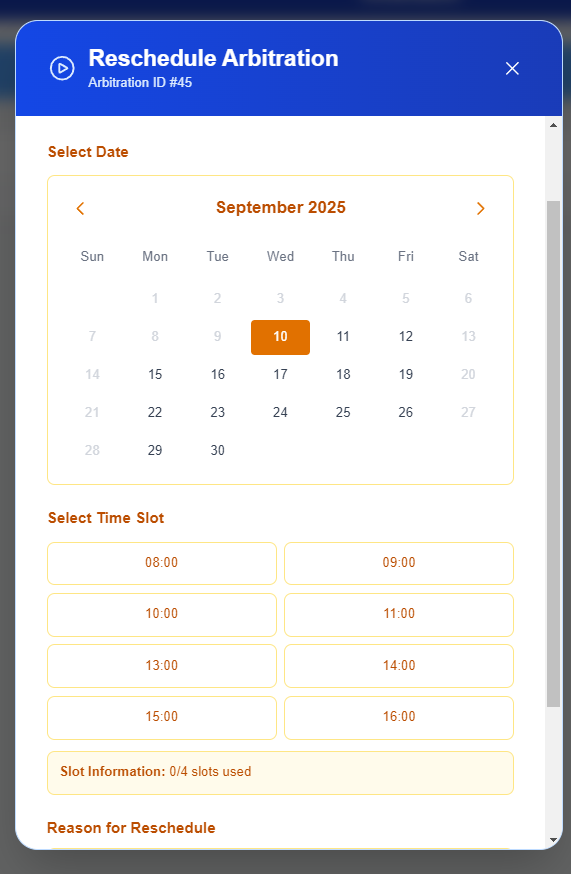 Reschedule Arbitration
Arbitration ID #45
Select Date
September 2025
Sun Mon Tue Wed Thu Fri Sat
1 2 3 4 5 6
7 8 9 10 11 12 13
14 15 16 17 18 19 20
21 22 23 24 25 26 27
28 29 30
Select Time Slot
08:00 09:00
10:00 11:00
13:00 14:00
15:00 16:00
Slot Information: 0/4 slots used
Reason for Reschedule